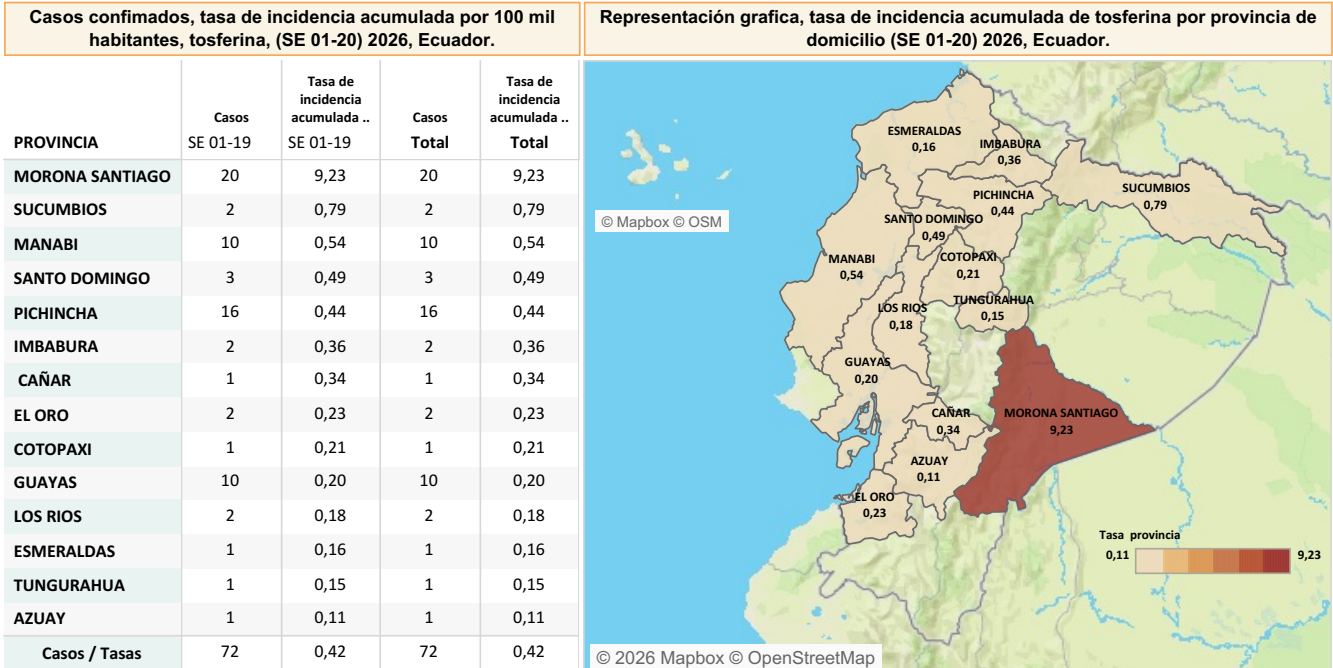 Casos confimados, tasa de incidencia acumulada por 100 mil
habitantes, tosferina, (SE 01-20) 2026, Ecuador.
PROVINCIA Casos SE 01-19 Tasa de incidencia acumulada .. SE 01-19 Casos Total Tasa de incidencia acumulada .. Total
MORONA SANTIAGO 20 9,23 20 9,23
SUCUMBIOS 2 0,79 2 0,79
MANABI 10 0,54 10 0,54
SANTO DOMINGO 3 0,49 3 0,49
PICHINCHA 16 0,44 16 0,44
IMBABURA 2 0,36 2 0,36
CAÑAR 1 0,34 1 0,34
EL ORO 2 0,23 2 0,23
COTOPAXI 1 0,21 1 0,21
GUAYAS 10 0,20 10 0,20
LOS RIOS 2 0,18 2 0,18
ESMERALDAS 1 0,16 1 0,16
TUNGURAHUA 1 0,15 1 0,15
AZUAY 1 0,11 1 0,11
Casos / Tasas 72 0,42 72 0,42
Representación grafica, tasa de incidencia acumulada de tosferina por provincia de
domicilio (SE 01-20) 2026, Ecuador.
ESMERALDAS
0,16
IMBABURA
0,36
SUCUMBIOS
0,79
PICHINCHA
0,44
© Mapbox © OSM
SANTO DOMINGO
0,49
MANABI
0,54
COTOPAXI
0,21
TUNGURAHUA
0,15
LOS RIOS
0,18
GUAYAS
0,20
CAÑAR
0,34
MORONA SANTIAGO
9,23
AZUAY
0,11
EL ORO
0,23
Tasa provincia
0,11 9,23
© 2026 Mapbox © OpenStreetMap